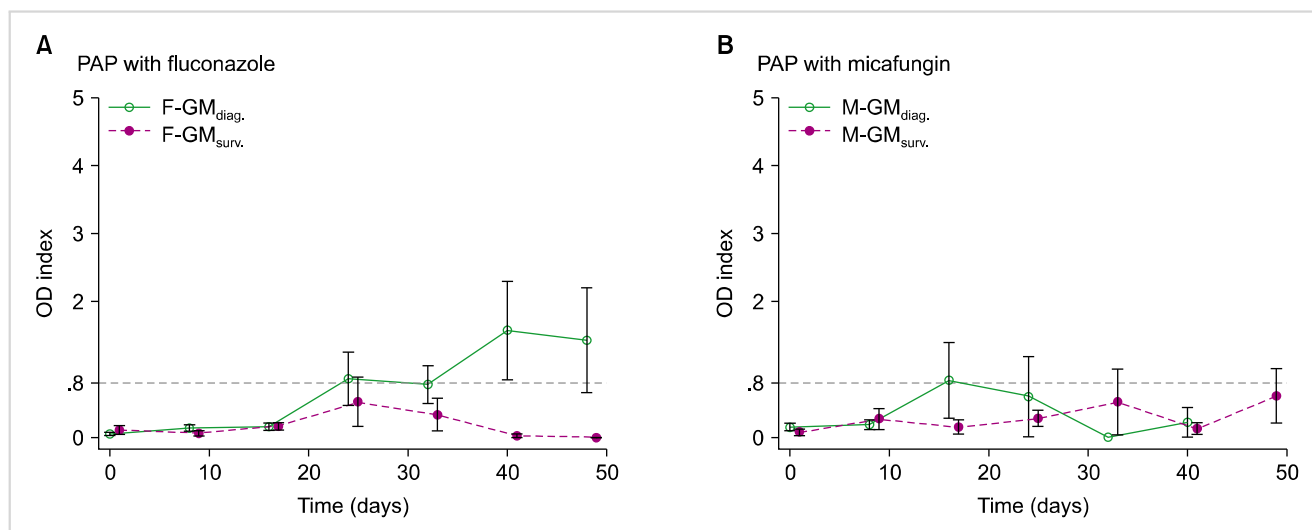 A
PAP with fluconazole
5
4
3
2
.8
0
OD index
F-GMdiag.
F-GMsurv.
0 10 20 30 40 50
Time (days)
B
PAP with micafungin
5
4
3
2
.8
0
OD index
M-GMdiag.
M-GMsurv.
0 10 20 30 40 50
Time (days)